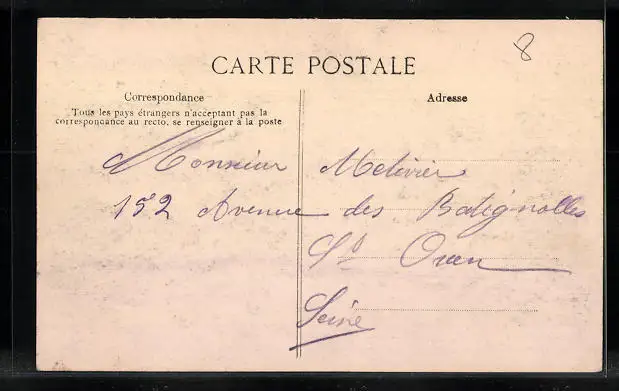 8
CARTE POSTALE
Correspondance
Tous les pays étrangers n'acceptant pas la
correspondance au recto, se renseigner à la poste
Adresse
Monsieur Metivier
152 Avenue des Batignolles
St Ouen
Seine